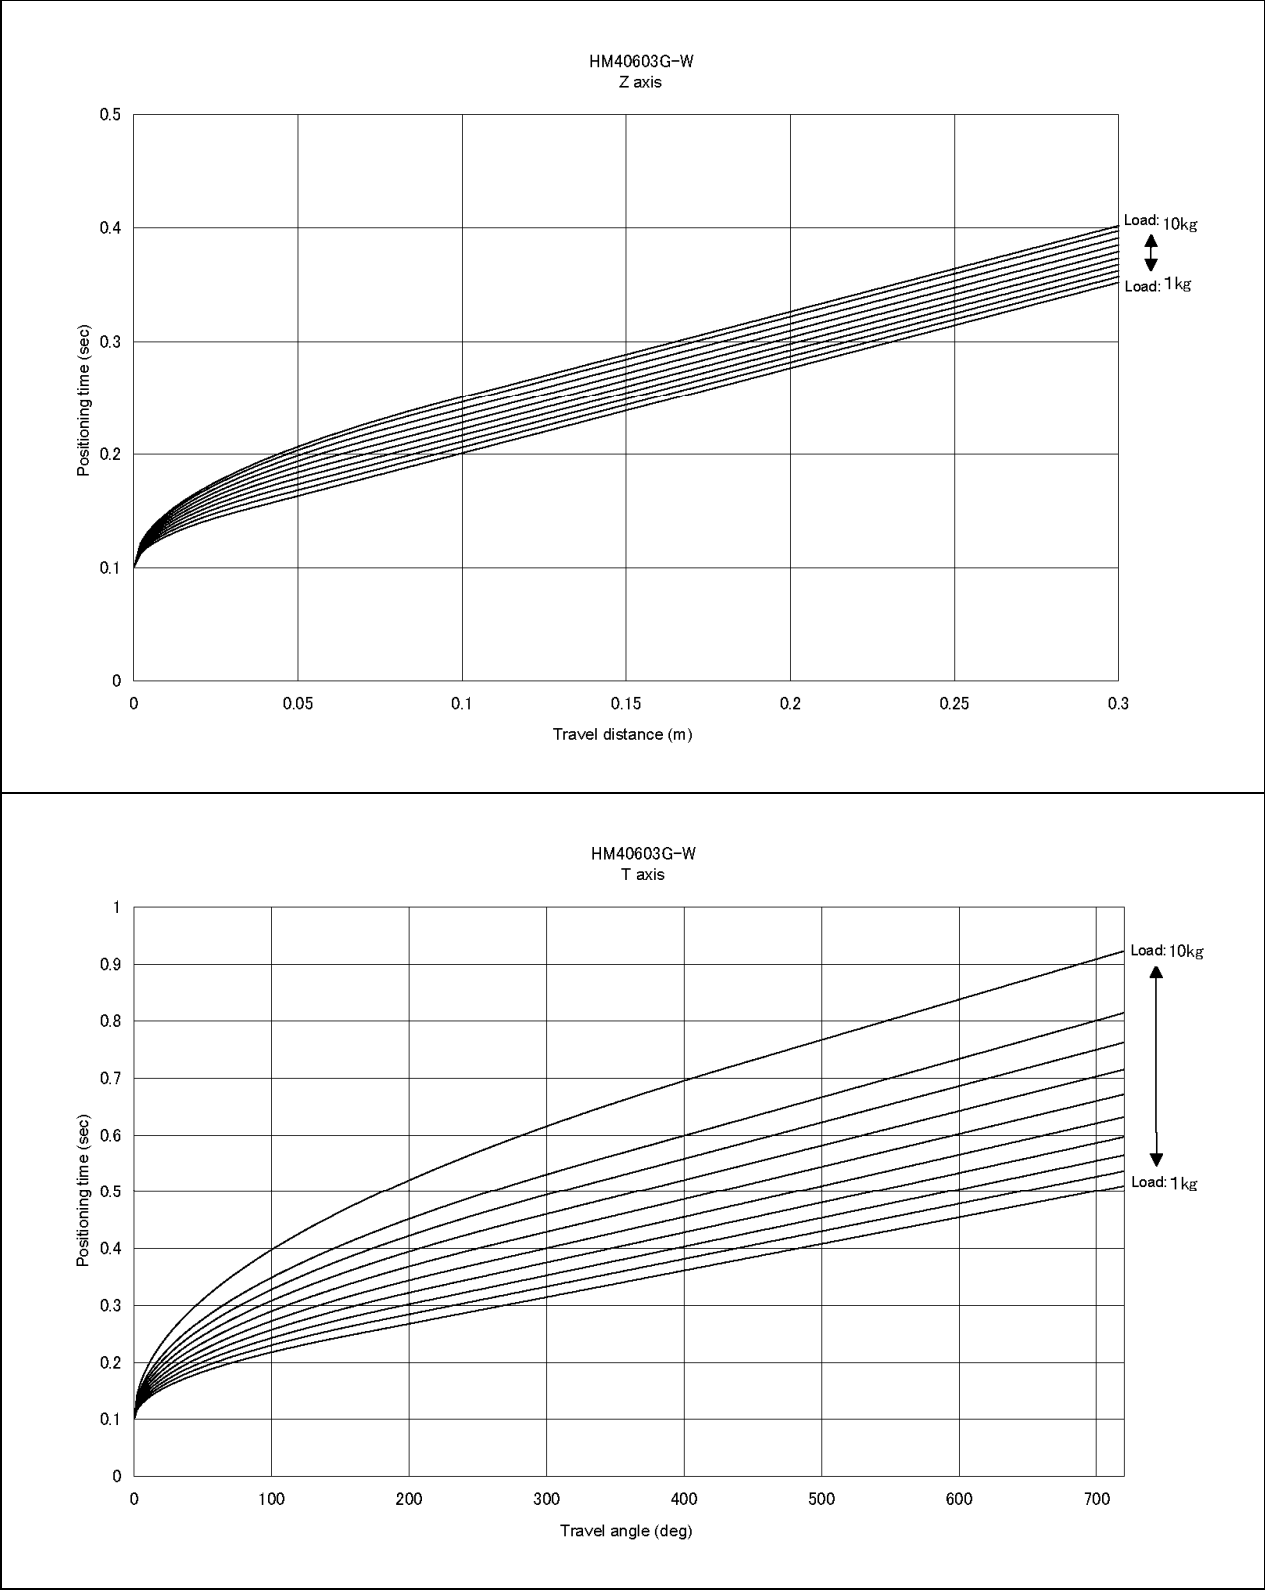 HM40603G-W
Z axis
0.5
0.4
0.3
0.2
0.1
0
Positioning time (sec)
Load: 10kg
Load: 1kg
0 0.05 0.1 0.15 0.2 0.25 0.3
Travel distance (m)
HM40603G-W
T axis
1
0.9
0.8
0.7
0.6
0.5
0.4
0.3
0.2
0.1
0
Positioning time (sec)
Load: 10kg
Load: 1kg
0 100 200 300 400 500 600 700
Travel angle (deg)